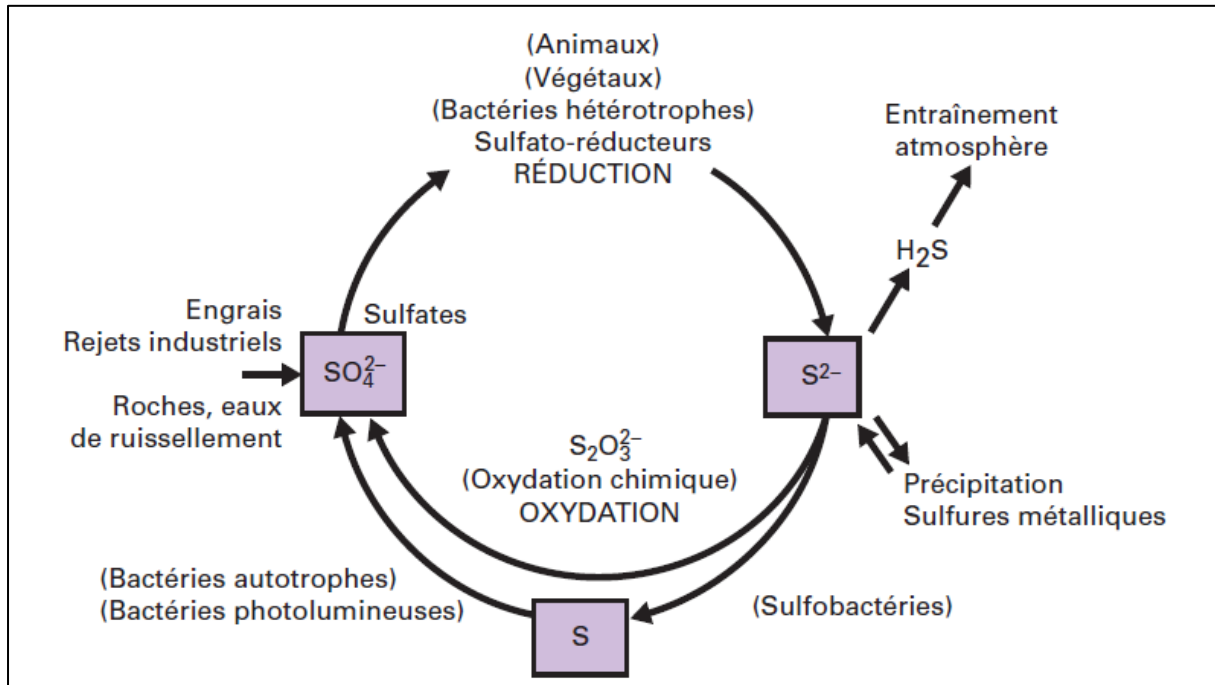 (Animaux)
(Végétaux)
(Bactéries hétérotrophes)
Sulfato-réducteurs
RÉDUCTION
Entraînement
atmosphère
H₂S
Engrais
Rejets industriels
Sulfates
SO₄²⁻
S²⁻
Roches, eaux
de ruissellement
S₂O₃²⁻
(Oxydation chimique)
OXYDATION
Précipitation
Sulfures métalliques
(Bactéries autotrophes)
(Bactéries photolumineuses)
(Sulfobactéries)
S